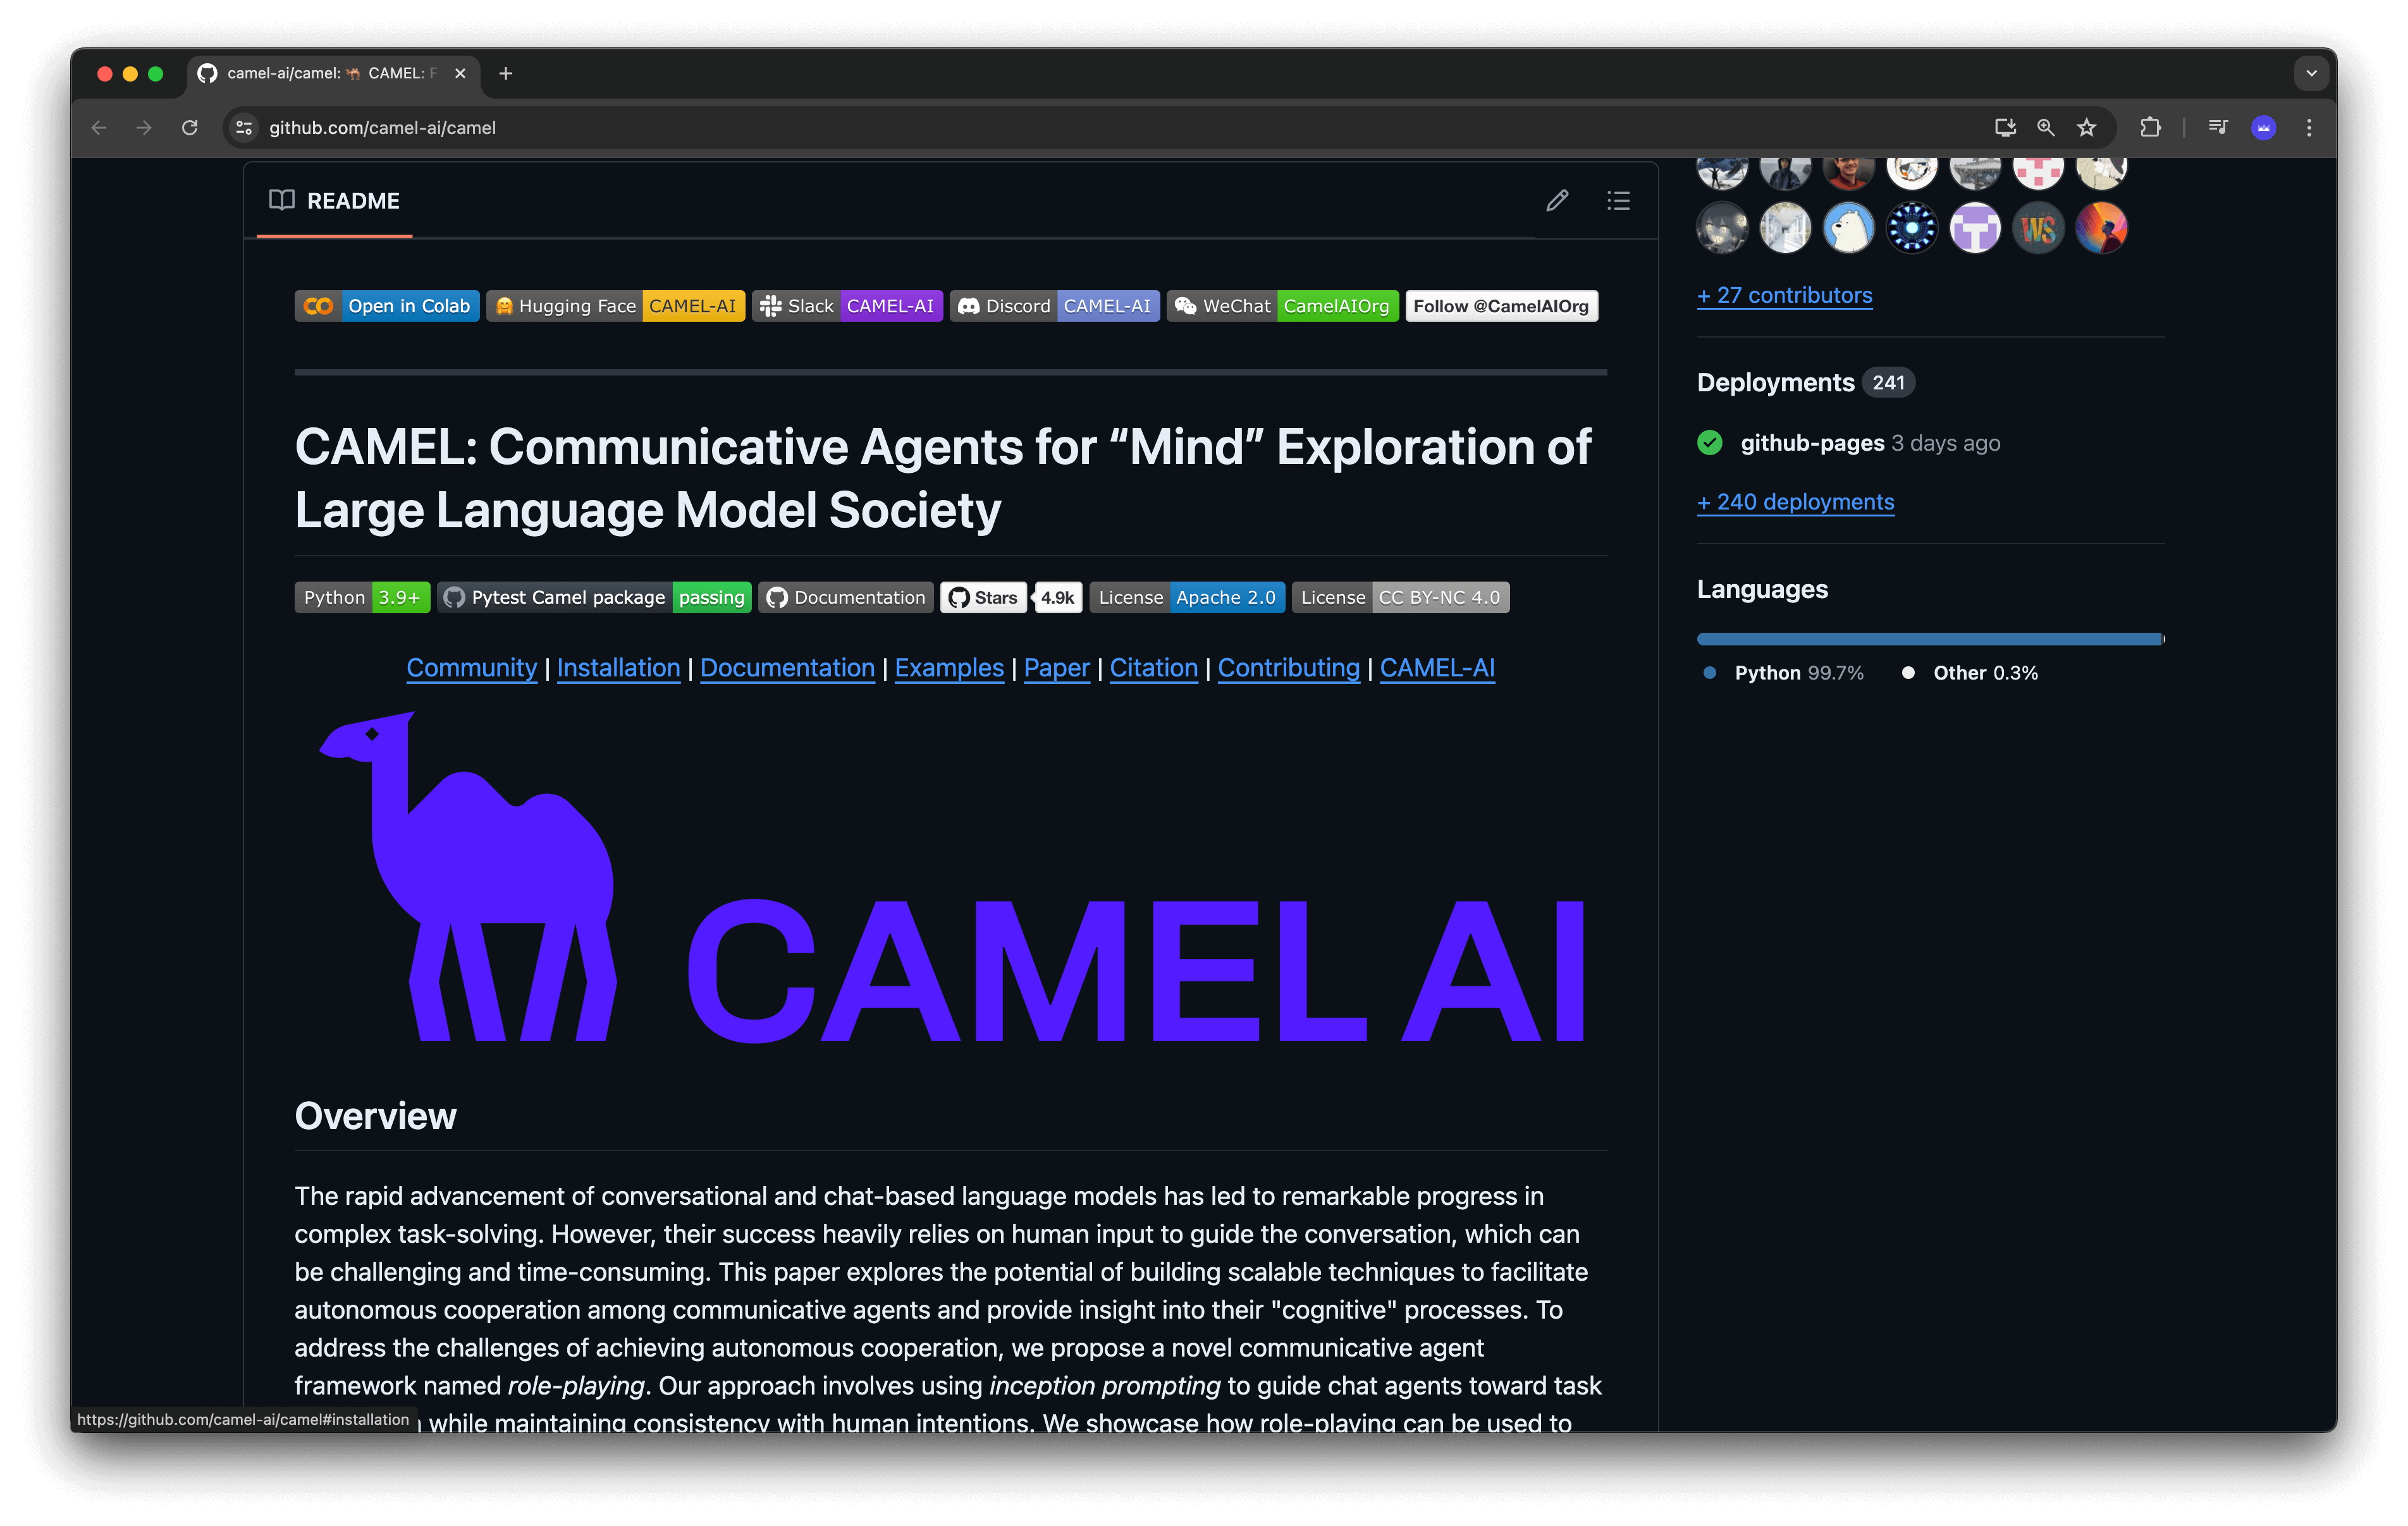 camel-ai/camel: 🐪 CAMEL: F
github.com/camel-ai/camel
README
Open in Colab
Hugging Face CAMEL-AI
Slack CAMEL-AI
Discord CAMEL-AI
WeChat CamelAIOrg
Follow @CamelAIOrg
CAMEL: Communicative Agents for “Mind” Exploration of
Large Language Model Society
Python 3.9+
Pytest Camel package passing
Documentation
Stars 4.9k
License Apache 2.0
License CC BY-NC 4.0
Community | Installation | Documentation | Examples | Paper | Citation | Contributing | CAMEL-AI
CAMEL AI
Overview
The rapid advancement of conversational and chat-based language models has led to remarkable progress in
complex task-solving. However, their success heavily relies on human input to guide the conversation, which can
be challenging and time-consuming. This paper explores the potential of building scalable techniques to facilitate
autonomous cooperation among communicative agents and provide insight into their "cognitive" processes. To
address the challenges of achieving autonomous cooperation, we propose a novel communicative agent
framework named role-playing. Our approach involves using inception prompting to guide chat agents toward task
while maintaining consistency with human intentions. We showcase how role-playing can be used to
https://github.com/camel-ai/camel#installation
WS
+ 27 contributors
Deployments 241
github-pages 3 days ago
+ 240 deployments
Languages
Python 99.7%
Other 0.3%